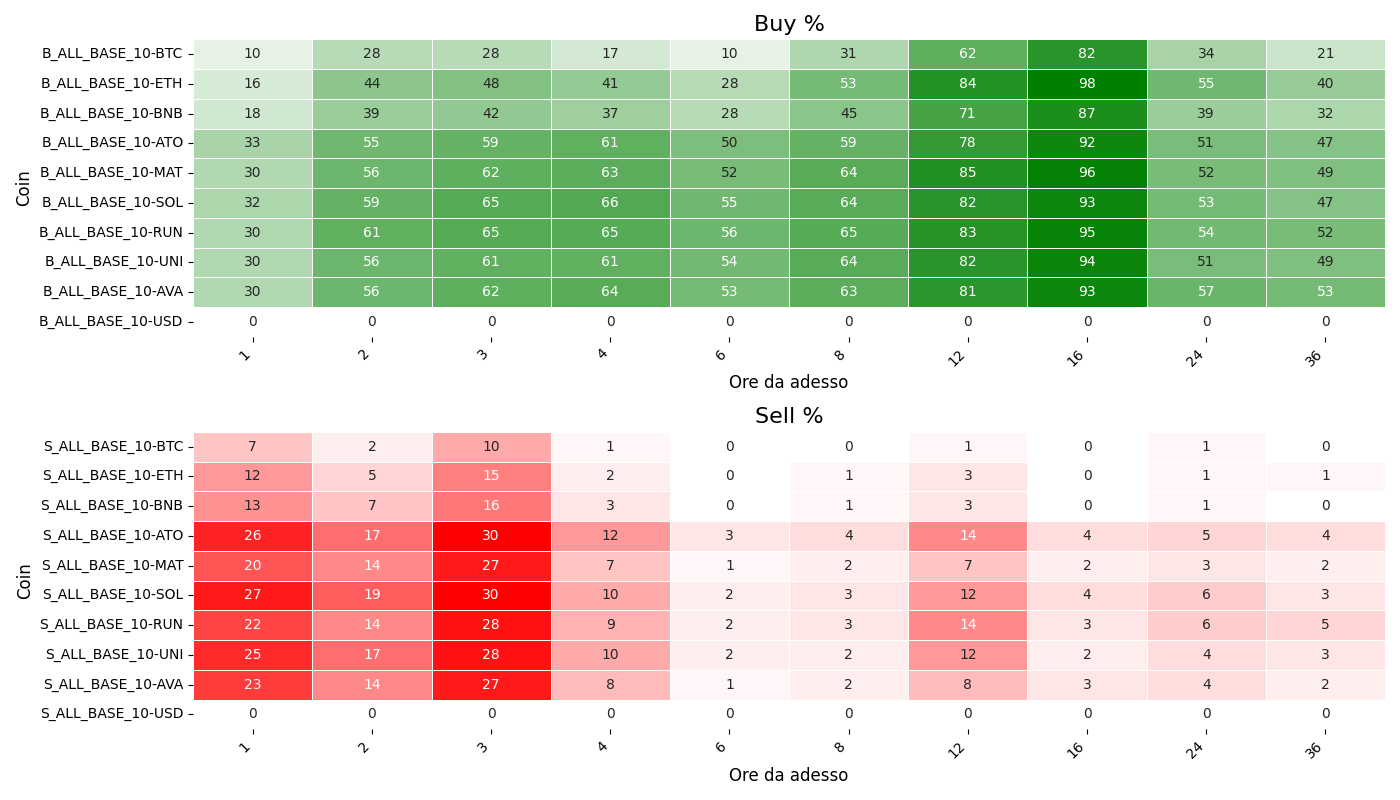 Buy %
Coin
B_ALL_BASE_10-BTC 10 28 28 17 10 31 62 82 34 21
B_ALL_BASE_10-ETH 16 44 48 41 28 53 84 98 55 40
B_ALL_BASE_10-BNB 18 39 42 37 28 45 71 87 39 32
B_ALL_BASE_10-ATO 33 55 59 61 50 59 78 92 51 47
B_ALL_BASE_10-MAT 30 56 62 63 52 64 85 96 52 49
B_ALL_BASE_10-SOL 32 59 65 66 55 64 82 93 53 47
B_ALL_BASE_10-RUN 30 61 65 65 56 65 83 95 54 52
B_ALL_BASE_10-UNI 30 56 61 61 54 64 82 94 51 49
B_ALL_BASE_10-AVA 30 56 62 64 53 63 81 93 57 53
B_ALL_BASE_10-USD 0 0 0 0 0 0 0 0 0 0
1 2 3 4 6 8 12 16 24 36
Ore da adesso
Sell %
Coin
S_ALL_BASE_10-BTC 7 2 10 1 0 0 1 0 1 0
S_ALL_BASE_10-ETH 12 5 15 2 0 1 3 0 1 1
S_ALL_BASE_10-BNB 13 7 16 3 0 1 3 0 1 0
S_ALL_BASE_10-ATO 26 17 30 12 3 4 14 4 5 4
S_ALL_BASE_10-MAT 20 14 27 7 1 2 7 2 3 2
S_ALL_BASE_10-SOL 27 19 30 10 2 3 12 4 6 3
S_ALL_BASE_10-RUN 22 14 28 9 2 3 14 3 6 5
S_ALL_BASE_10-UNI 25 17 28 10 2 2 12 2 4 3
S_ALL_BASE_10-AVA 23 14 27 8 1 2 8 3 4 2
S_ALL_BASE_10-USD 0 0 0 0 0 0 0 0 0 0
1 2 3 4 6 8 12 16 24 36
Ore da adesso